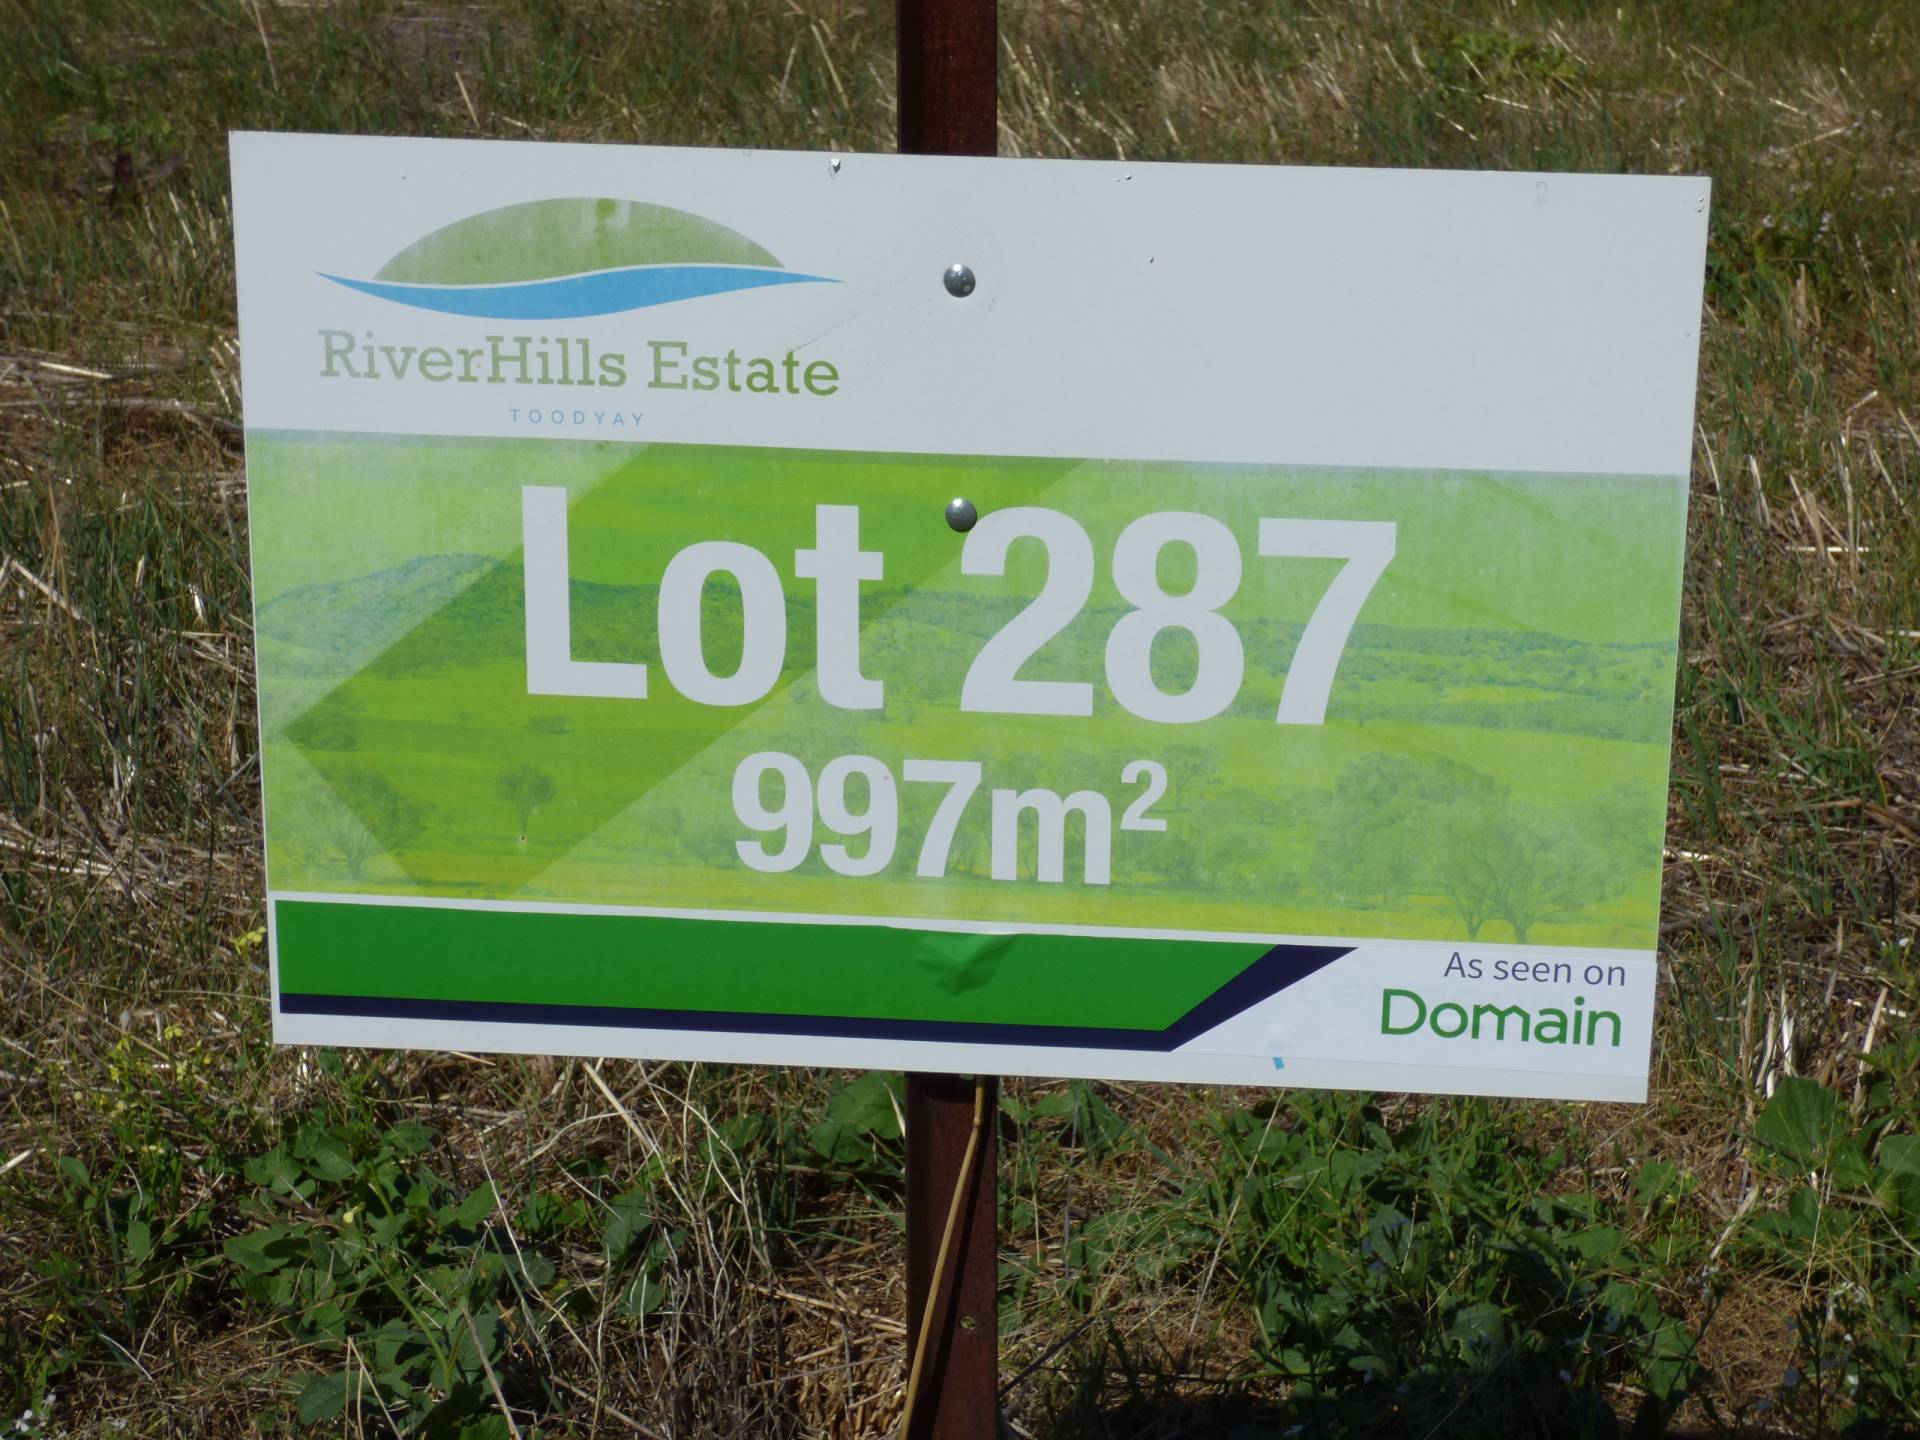 RiverHills Estate
TOODYAY
Lot 287
997m²
As seen on
Domain